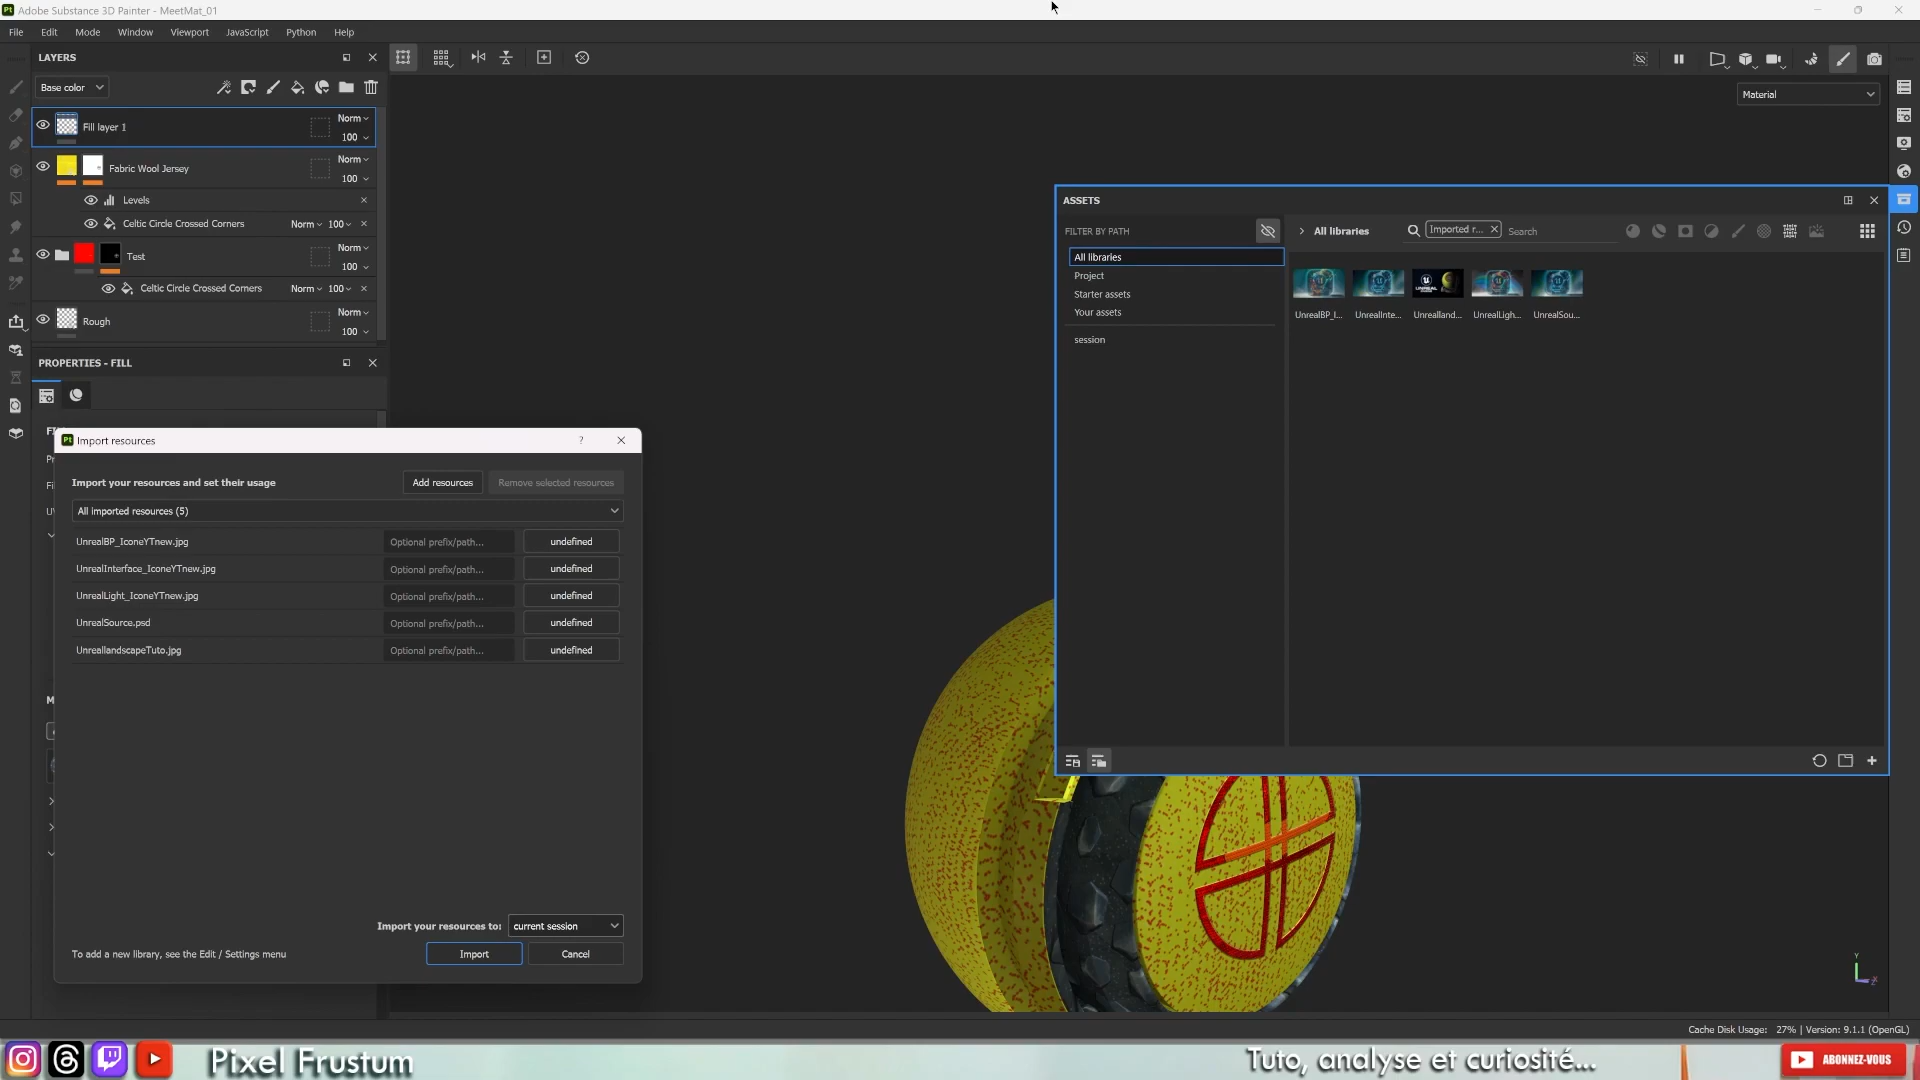 Adobe Substance 3D Painter - MeetMat_01
File Edit Mode Window Viewport JavaScript Python Help
LAYERS
Base color
Fill layer 1 Norm 100
Fabric Wool Jersey Norm 100
Levels
Celtic Circle Crossed Corners Norm 100
Test Norm 100
Celtic Circle Crossed Corners Norm 100
Rough Norm 100
PROPERTIES - FILL
Pt Import resources ?
Import your resources and set their usage Add resources Remove selected resources
All imported resources (5)
UnrealBP_IconeYTnew.jpg Optional prefix/path... undefined
UnrealInterface_IconeYTnew.jpg Optional prefix/path... undefined
UnrealLight_IconeYTnew.jpg Optional prefix/path... undefined
UnrealSource.psd Optional prefix/path... undefined
UnreallandscapeTuto.jpg Optional prefix/path... undefined
Import your resources to: current session
To add a new library, see the Edit / Settings menu Import Cancel
Material
ASSETS
FILTER BY PATH
All libraries
Project
Starter assets
Your assets
session
All libraries Imported r... Search
UnrealBP_I... UnrealInte... Unrealland... UnrealLigh... UnrealSou...
Cache Disk Usage: 27% | Version: 9.1.1 (OpenGL)
Pixel Frustum
Tuto, analyse et curiosité...
ABONNEZ-VOUS